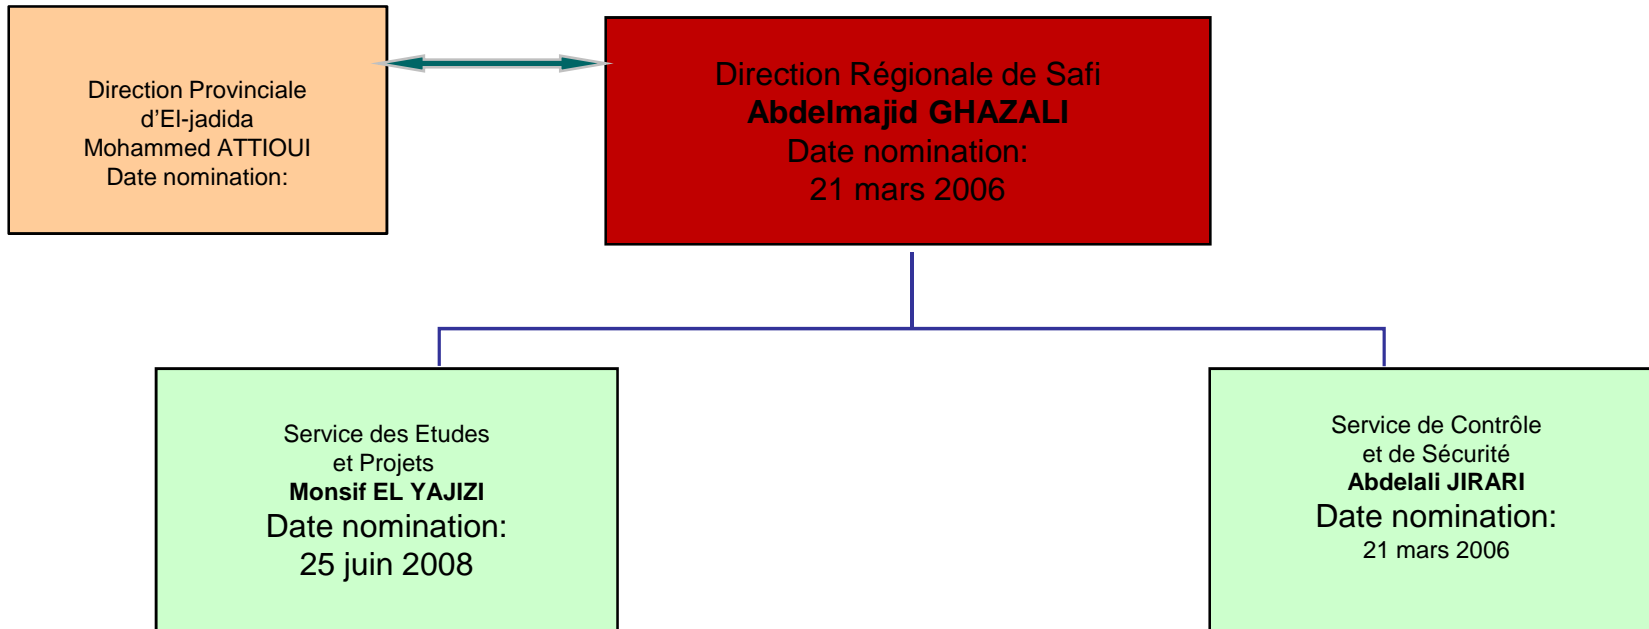 Direction Provinciale
d’El-jadida
Mohammed ATTIOUI
Date nomination:
Direction Régionale de Safi
Abdelmajid GHAZALI
Date nomination:
21 mars 2006
Service des Etudes
et Projets
Monsif EL YAJIZI
Date nomination:
25 juin 2008
Service de Contrôle
et de Sécurité
Abdelali JIRARI
Date nomination:
21 mars 2006